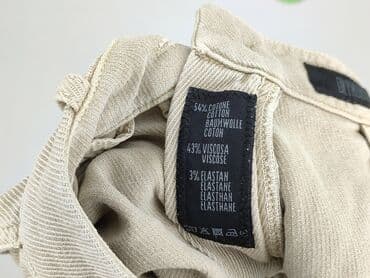 54% COTONE
COTTON
BAUMWOLLE
COTON
43% VISCOSA
VISCOSE
3% ELASTAN
ELASTANE
ELASTHAN
ELASTHANE